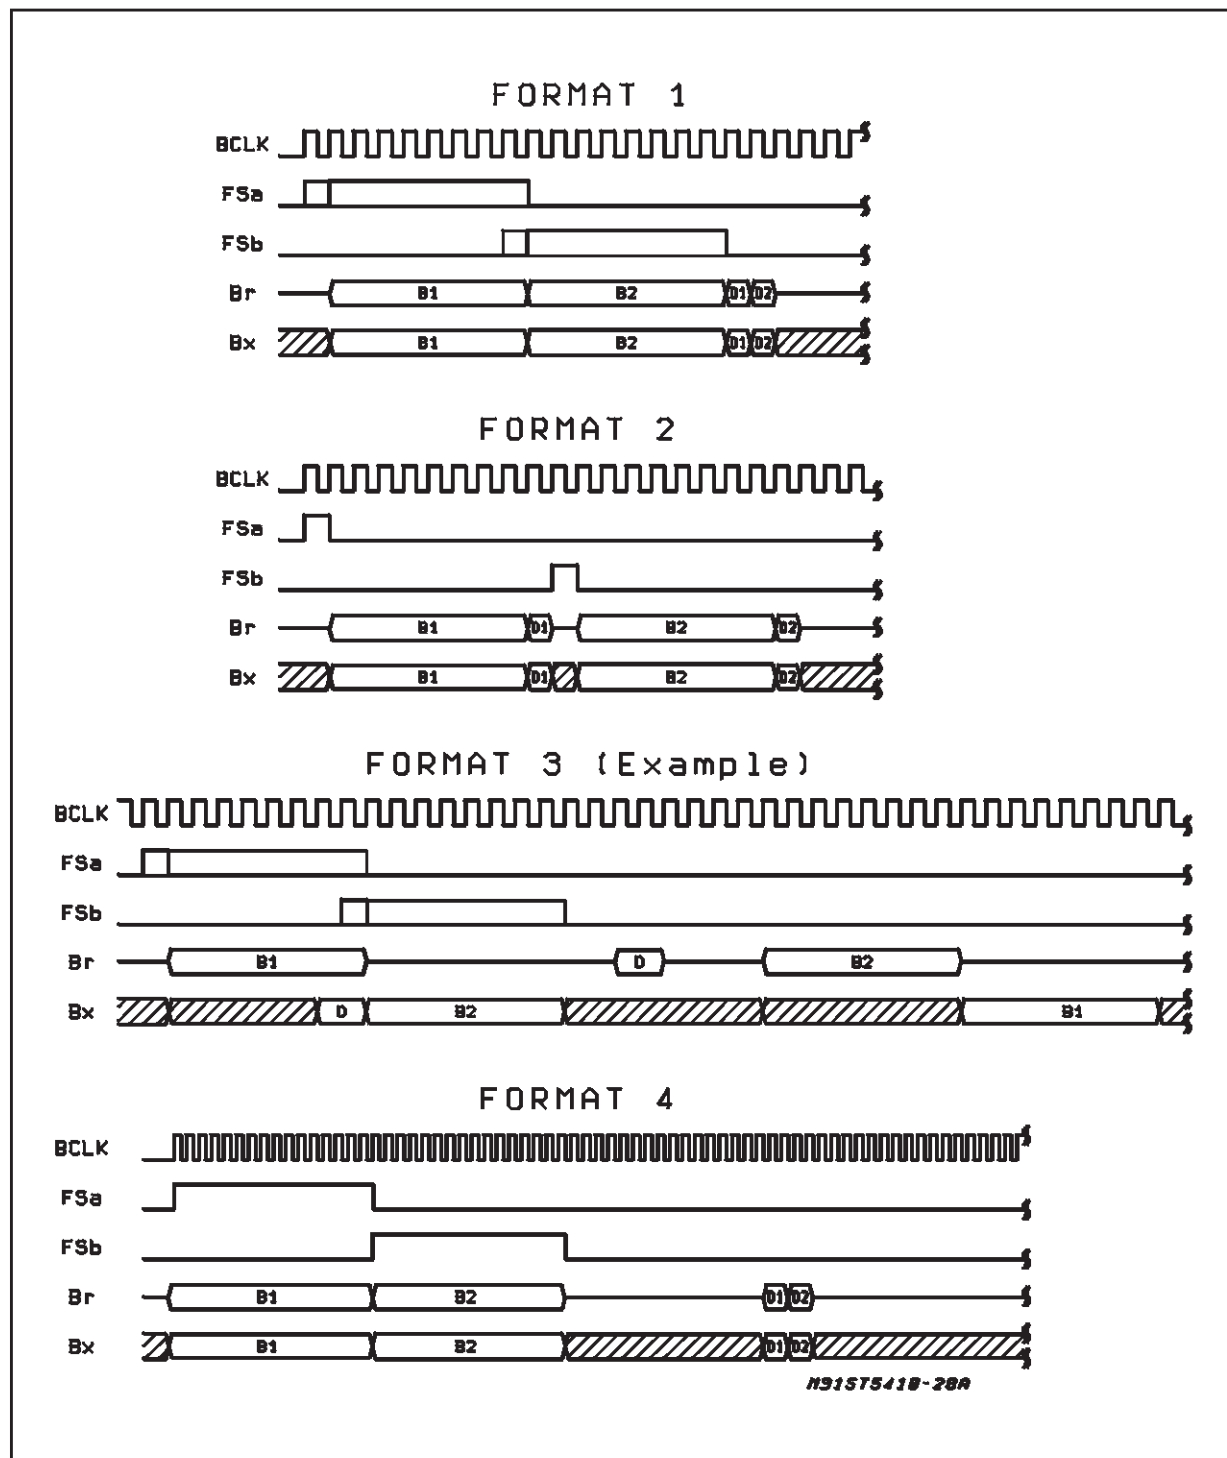 FORMAT 1
BCLK
FSa
FSb
Br B1 B2 D1 D2
Bx B1 B2 D1 D2
FORMAT 2
BCLK
FSa
FSb
Br B1 D1 B2 D2
Bx B1 D1 B2 D2
FORMAT 3 (Example)
BCLK
FSa
FSb
Br B1 D B2
Bx D B2 B1
FORMAT 4
BCLK
FSa
FSb
Br B1 B2 D1 D2
Bx B1 B2 D1 D2
M91ST5410-20A